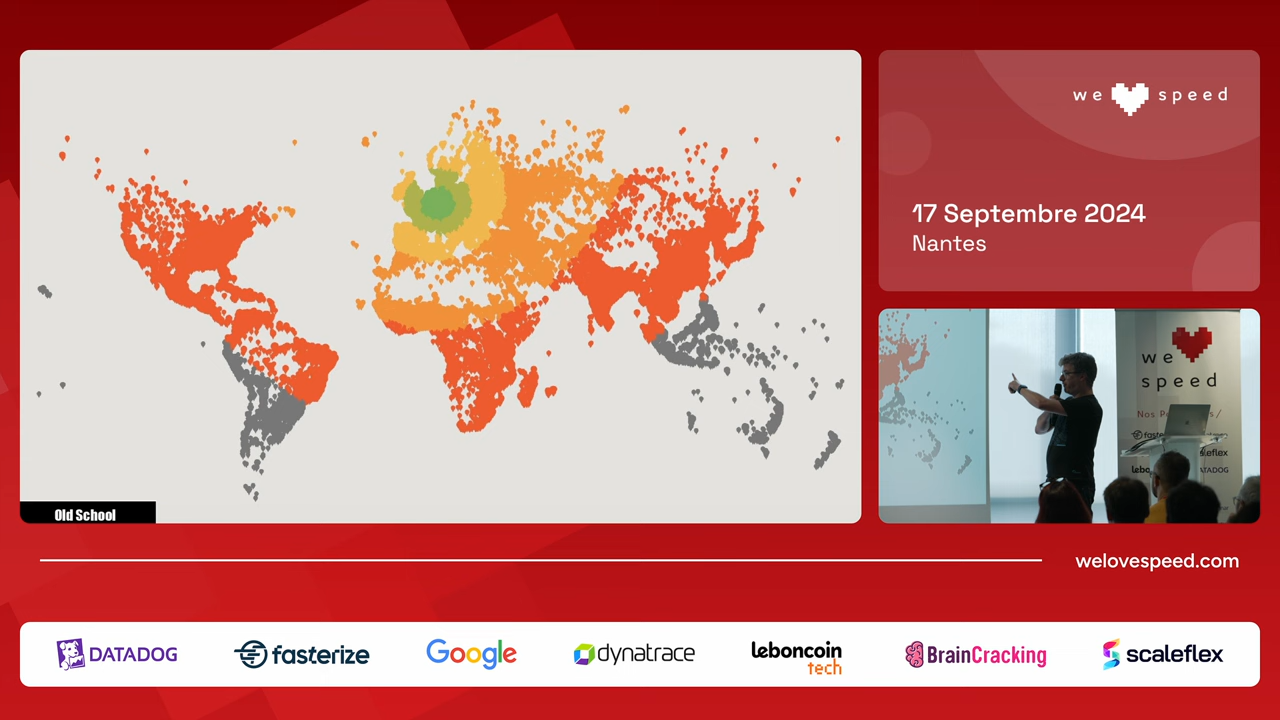 we speed
17 Septembre 2024
Nantes
Old School
we
speed
welovespeed.com
DATADOG
fasterize
Google
dynatrace
leboncoin
tech
BrainCracking
scaleflex